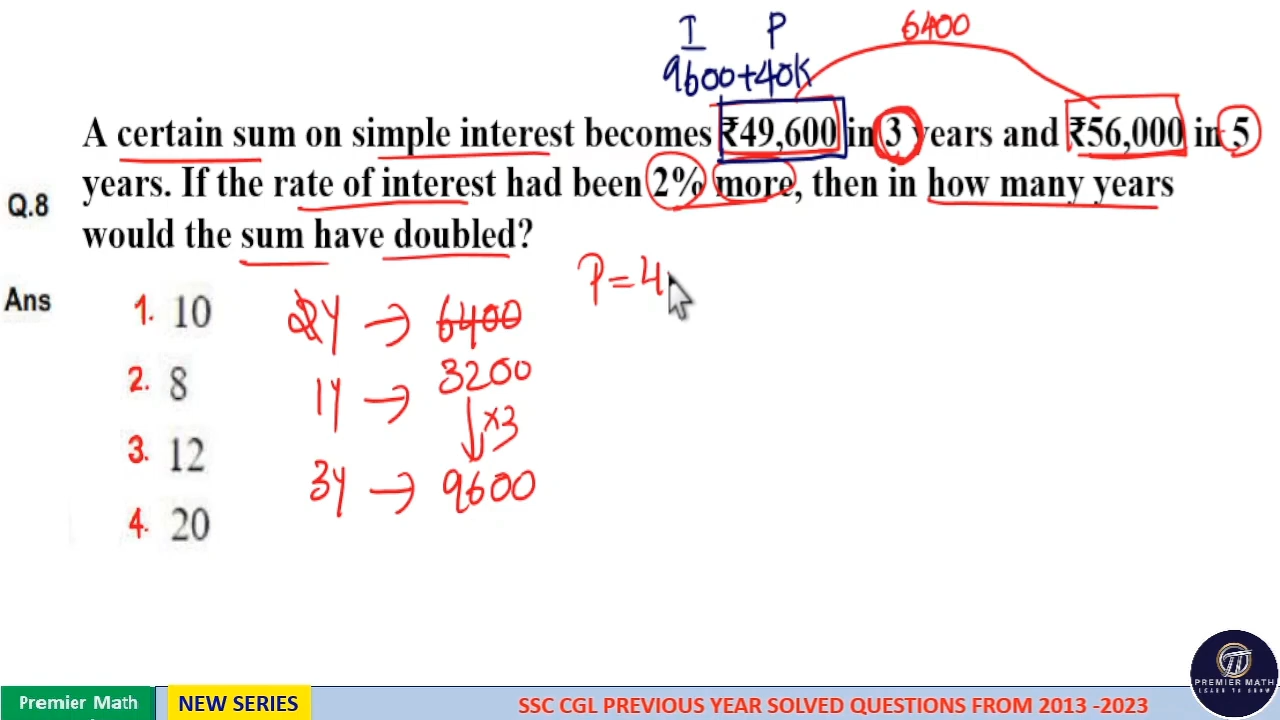 I P 6400
9600+40K
A certain sum on simple interest becomes ₹49,600 in 3 years and ₹56,000 in 5
years. If the rate of interest had been 2% more, then in how many years
Q.8
would the sum have doubled?
P=4
Ans
1. 10
2Y → 6400
2. 8
1Y → 3200
×3
3. 12
3Y → 9600
4. 20
PREMIER MATH
LEARN TO KNOW
Premier Math
NEW SERIES
SSC CGL PREVIOUS YEAR SOLVED QUESTIONS FROM 2013 -2023